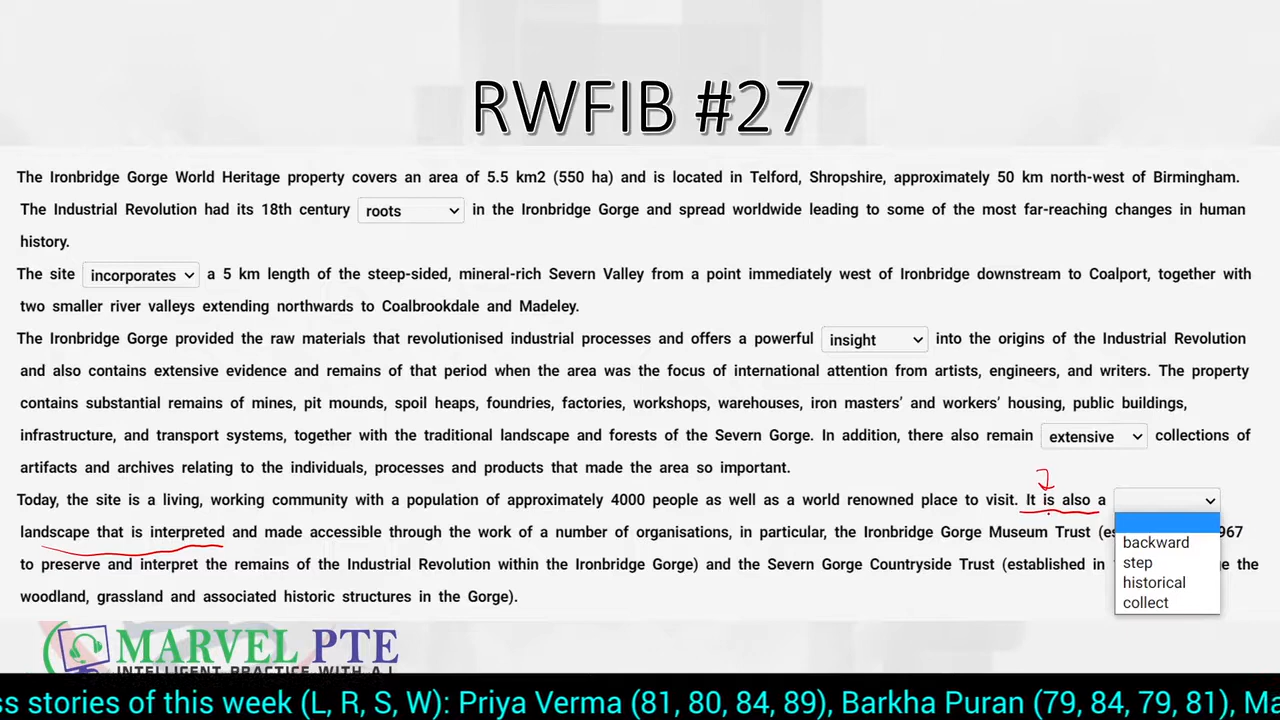 RWFIB #27
The Ironbridge Gorge World Heritage property covers an area of 5.5 km2 (550 ha) and is located in Telford, Shropshire, approximately 50 km north-west of Birmingham.
The Industrial Revolution had its 18th century roots in the Ironbridge Gorge and spread worldwide leading to some of the most far-reaching changes in human
history.
The site incorporates a 5 km length of the steep-sided, mineral-rich Severn Valley from a point immediately west of Ironbridge downstream to Coalport, together with
two smaller river valleys extending northwards to Coalbrookdale and Madeley.
The Ironbridge Gorge provided the raw materials that revolutionised industrial processes and offers a powerful insight into the origins of the Industrial Revolution
and also contains extensive evidence and remains of that period when the area was the focus of international attention from artists, engineers, and writers. The property
contains substantial remains of mines, pit mounds, spoil heaps, foundries, factories, workshops, warehouses, iron masters’ and workers’ housing, public buildings,
infrastructure, and transport systems, together with the traditional landscape and forests of the Severn Gorge. In addition, there also remain extensive collections of
artifacts and archives relating to the individuals, processes and products that made the area so important.
Today, the site is a living, working community with a population of approximately 4000 people as well as a world renowned place to visit. It is also a
landscape that is interpreted and made accessible through the work of a number of organisations, in particular, the Ironbridge Gorge Museum Trust (es 967
to preserve and interpret the remains of the Industrial Revolution within the Ironbridge Gorge) and the Severn Gorge Countryside Trust (established in the
woodland, grassland and associated historic structures in the Gorge).
backward
step
historical
collect
MARVEL PTE
INTELLIGENT PRACTICE WITH A.I
ss stories of this week (L, R, S, W): Priya Verma (81, 80, 84, 89), Barkha Puran (79, 84, 79, 81), Ma